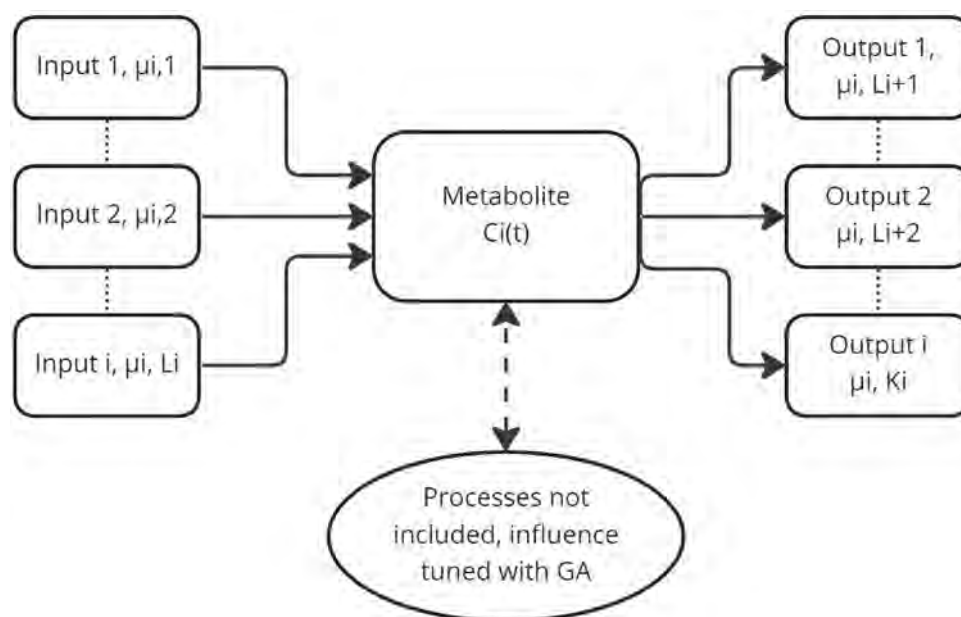 Input 1, µi,1
Input 2, µi,2
Input i, µi, Li
Metabolite
Ci(t)
Output 1,
µi, Li+1
Output 2
µi, Li+2
Output i
µi, Ki
Processes not
included, influence
tuned with GA